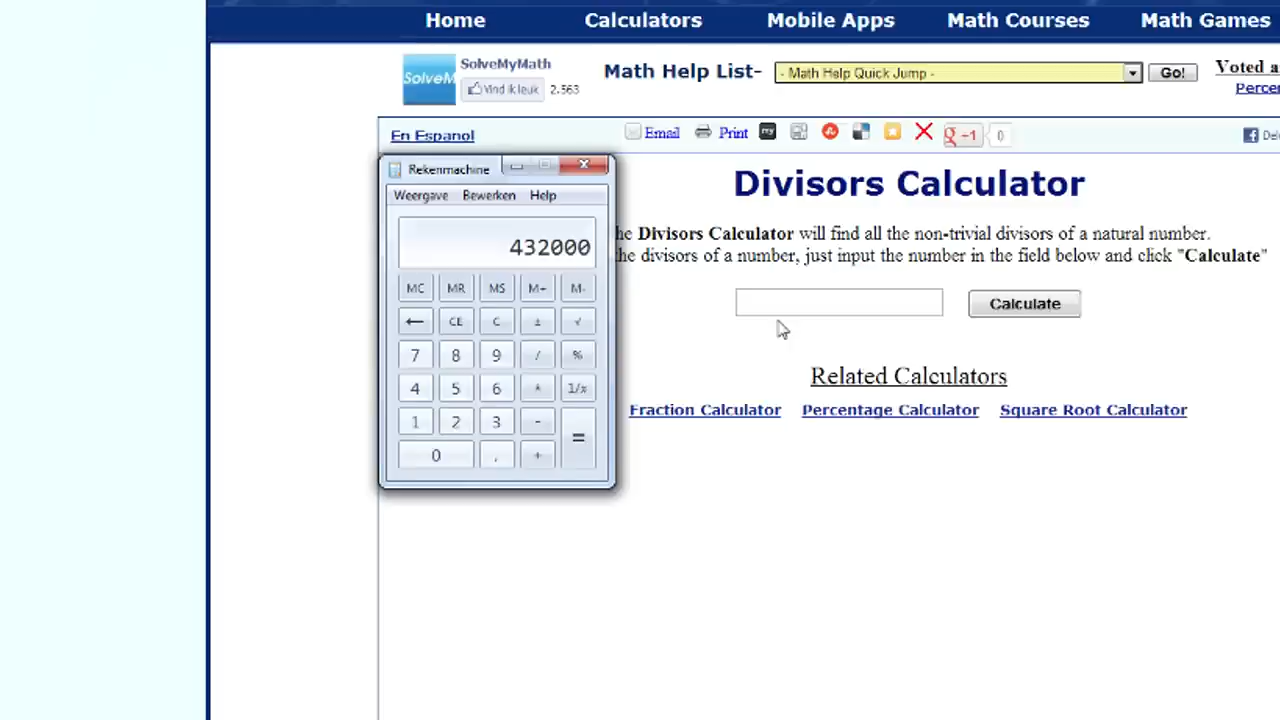 Home Calculators Mobile Apps Math Courses Math Games
SolveMyMath
Vind ik leuk 2.563
Math Help List- - Math Help Quick Jump - Go!
Voted
En Espanol Email Print +1 0
Rekenmachine
Weergave Bewerken Help
432000
MC MR MS M+ M-
← CE C ± √
7 8 9 / %
4 5 6 * 1/x
1 2 3 - =
0 , +
Divisors Calculator
Divisors Calculator will find all the non-trivial divisors of a natural number.
the divisors of a number, just input the number in the field below and click "Calculate"
Calculate
Related Calculators
Fraction Calculator Percentage Calculator Square Root Calculator